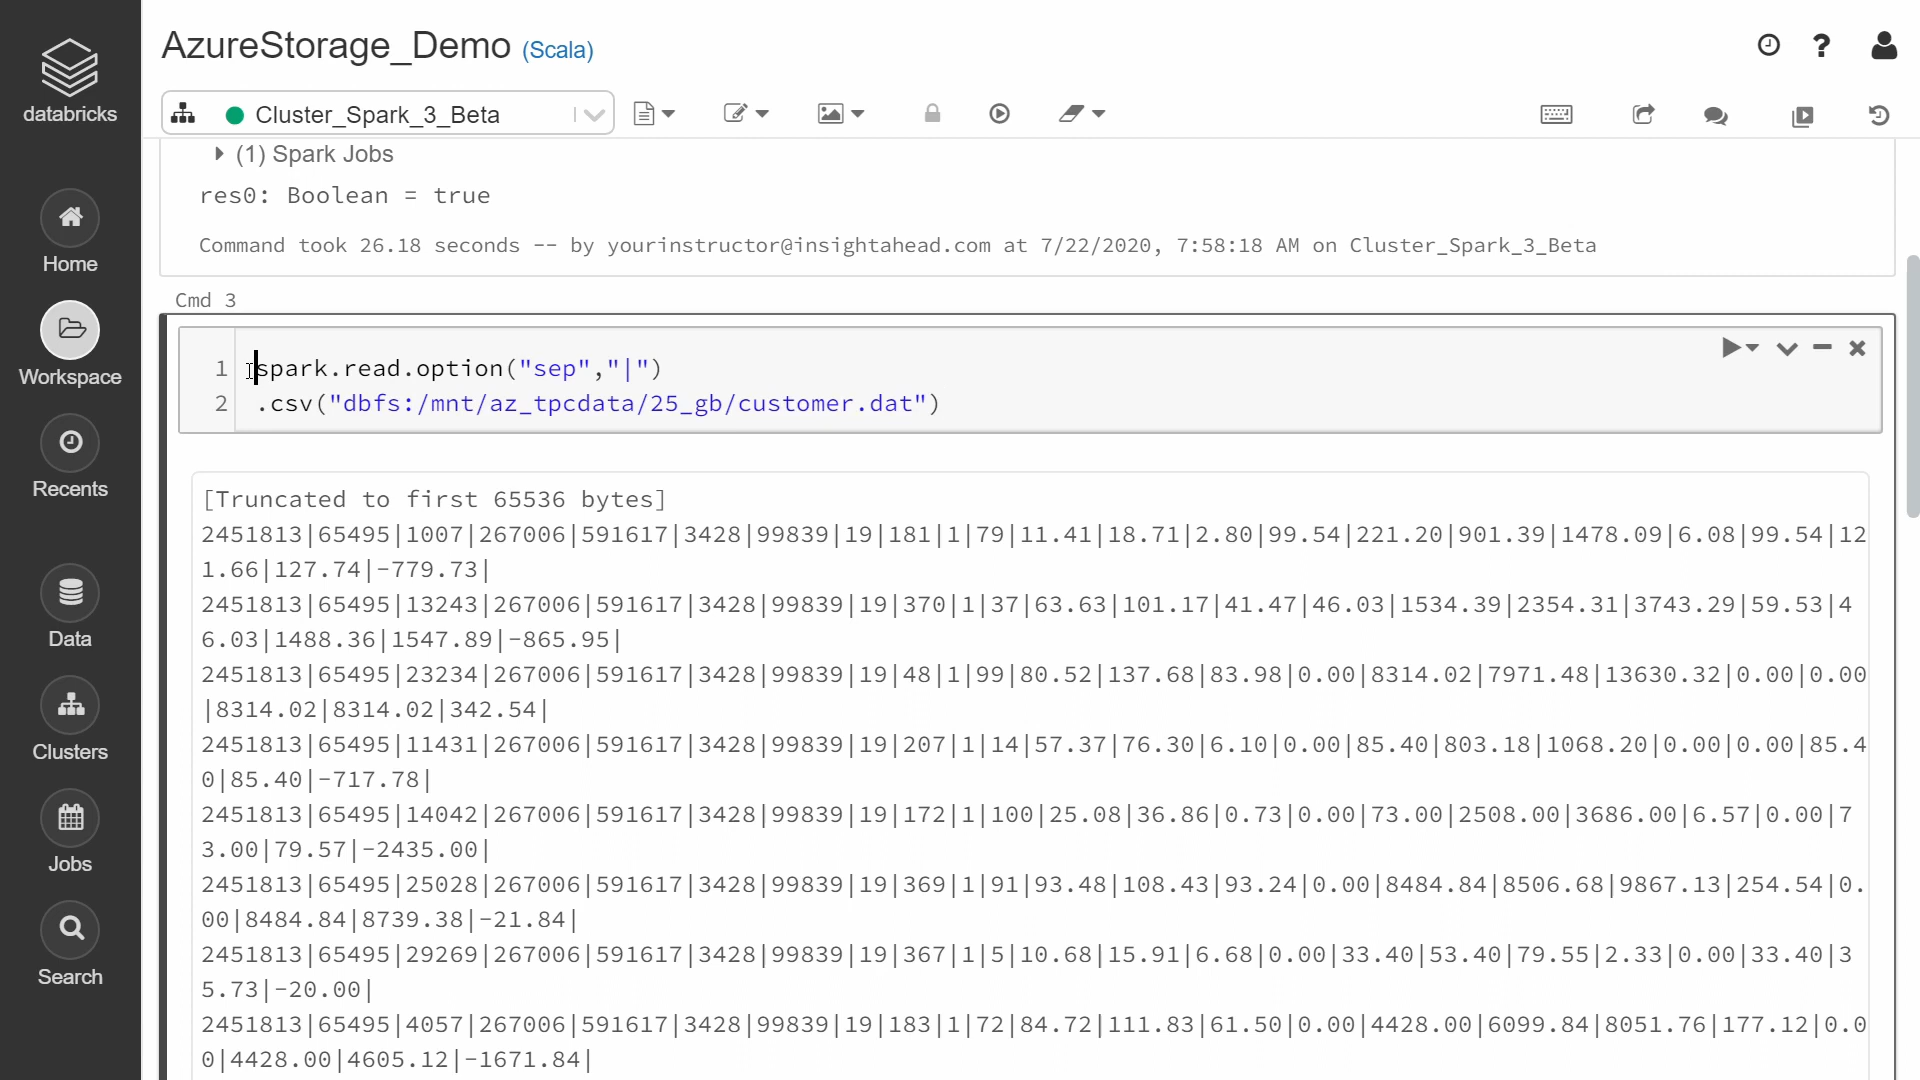 databricks
Home
Workspace
Recents
Data
Clusters
Jobs
Search
AzureStorage_Demo (Scala)
Cluster_Spark_3_Beta
(1) Spark Jobs
res0: Boolean = true
Command took 26.18 seconds -- by yourinstructor@insightahead.com at 7/22/2020, 7:58:18 AM on Cluster_Spark_3_Beta
Cmd 3
1 spark.read.option("sep","|")
2 .csv("dbfs:/mnt/az_tpcdata/25_gb/customer.dat")
[Truncated to first 65536 bytes]
2451813|65495|1007|267006|591617|3428|99839|19|181|1|79|11.41|18.71|2.80|99.54|221.20|901.39|1478.09|6.08|99.54|12
1.66|127.74|-779.73|
2451813|65495|13243|267006|591617|3428|99839|19|370|1|37|63.63|101.17|41.47|46.03|1534.39|2354.31|3743.29|59.53|4
6.03|1488.36|1547.89|-865.95|
2451813|65495|23234|267006|591617|3428|99839|19|48|1|99|80.52|137.68|83.98|0.00|8314.02|7971.48|13630.32|0.00|0.00
|8314.02|8314.02|342.54|
2451813|65495|11431|267006|591617|3428|99839|19|207|1|14|57.37|76.30|6.10|0.00|85.40|803.18|1068.20|0.00|0.00|85.4
0|85.40|-717.78|
2451813|65495|14042|267006|591617|3428|99839|19|172|1|100|25.08|36.86|0.73|0.00|73.00|2508.00|3686.00|6.57|0.00|7
3.00|79.57|-2435.00|
2451813|65495|25028|267006|591617|3428|99839|19|369|1|91|93.48|108.43|93.24|0.00|8484.84|8506.68|9867.13|254.54|0.
00|8484.84|8739.38|-21.84|
2451813|65495|29269|267006|591617|3428|99839|19|367|1|5|10.68|15.91|6.68|0.00|33.40|53.40|79.55|2.33|0.00|33.40|3
5.73|-20.00|
2451813|65495|4057|267006|591617|3428|99839|19|183|1|72|84.72|111.83|61.50|0.00|4428.00|6099.84|8051.76|177.12|0.0
0|4428.00|4605.12|-1671.84|